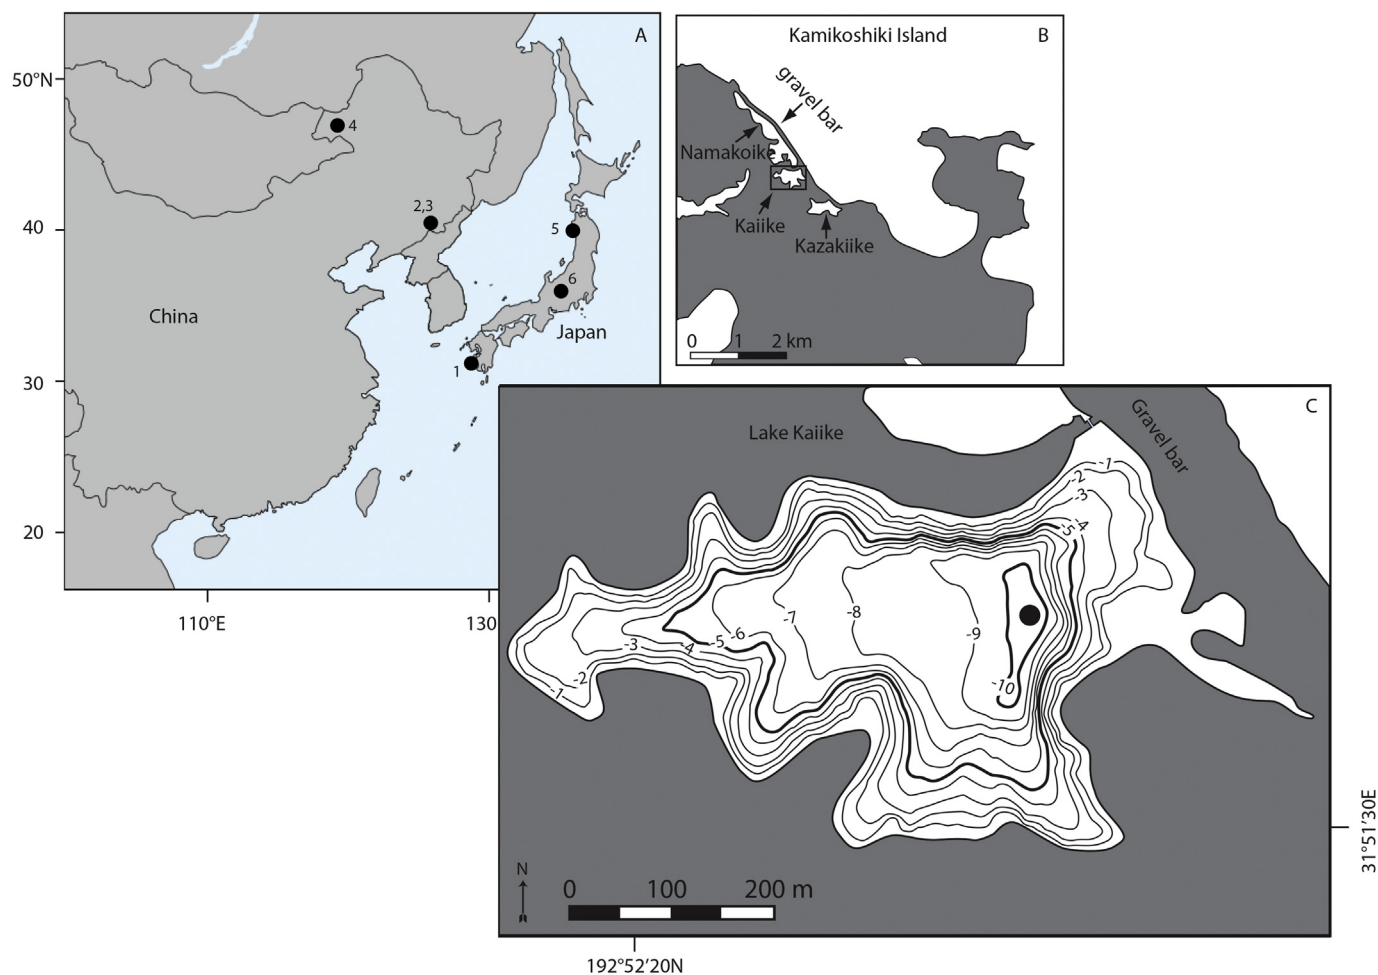 A
50°N
4
2,3
40
5
6
China
Japan
30
1
20
110°E
130
Kamikoshiki Island
B
gravel bar
Namakoike
Kaiike
Kazakiike
0 1 2 km
C
Lake Kaiike
Gravel bar
-1
-2
-3
-4
-5
-7
-8
-9
-10
-6
-5
-4
-3
-2
-1
N
0 100 200 m
31°51'30E
192°52'20N